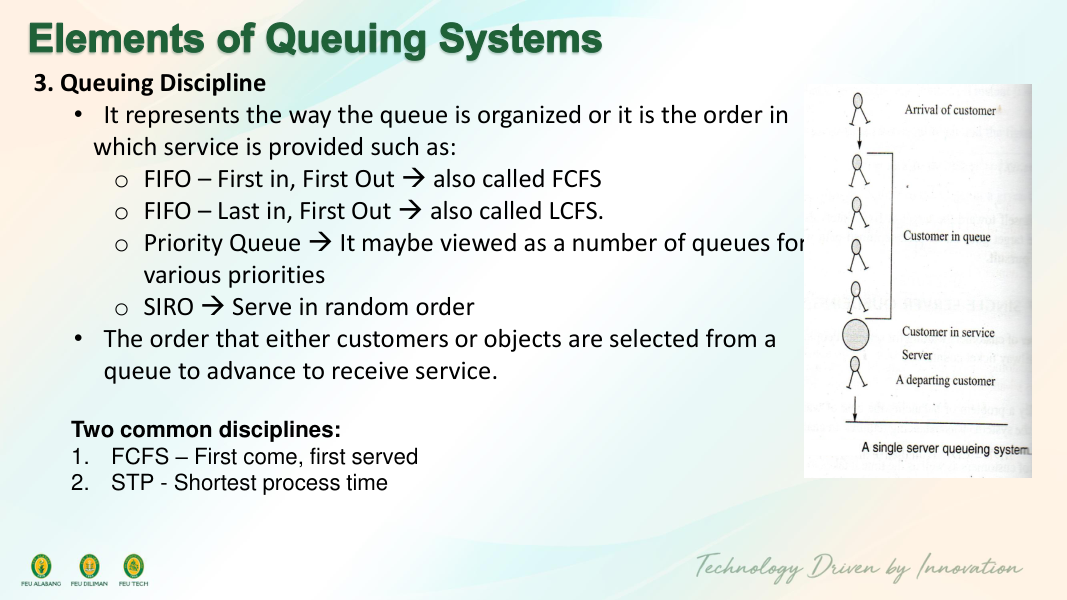 Elements of Queuing Systems
3. Queuing Discipline
• It represents the way the queue is organized or it is the order in
which service is provided such as:
o FIFO – First in, First Out → also called FCFS
o FIFO – Last in, First Out → also called LCFS.
o Priority Queue → It maybe viewed as a number of queues for
various priorities
o SIRO → Serve in random order
• The order that either customers or objects are selected from a
queue to advance to receive service.
Two common disciplines:
1. FCFS – First come, first served
2. STP - Shortest process time
Arrival of customer
Customer in queue
Customer in service
Server
A departing customer
A single server queueing system.
FEU ALABANG
FEU DILIMAN
FEU TECH
Technology Driven by Innovation